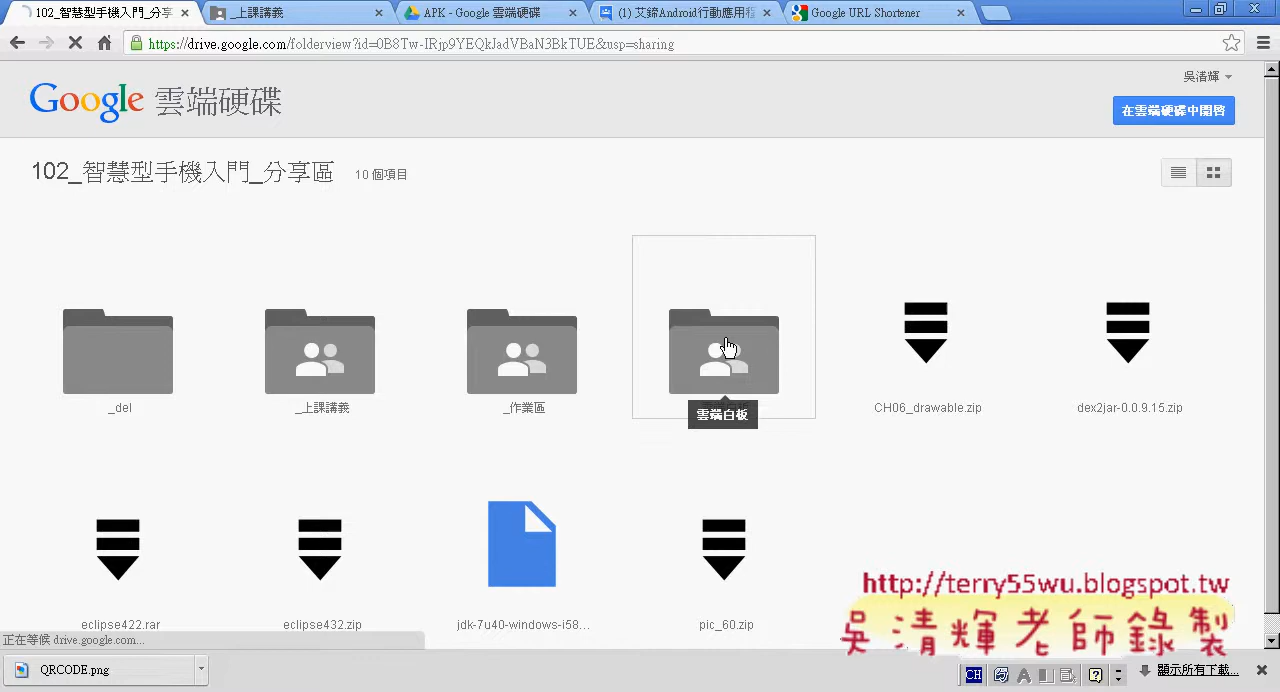 102_智慧型手機入門_分享
_上課講義
APK - Google 雲端硬碟
(1) 艾鍗Android行動應用程
Google URL Shortener
https://drive.google.com/folderview?id=0B8Tw-IRjp9YEQkJadVBaN3R1TUE&usp=sharing
吳清輝
Google 雲端硬碟
在雲端硬碟中開啓
102_智慧型手機入門_分享區
10 個項目
_del
_上課講義
_作業區
雲端白板
CH06_drawable.zip
dex2jar-0.0.9.15.zip
eclipse422.rar
eclipse432.zip
jdk-7u40-windows-i58...
pic_60.zip
http://terry55wu.blogspot.tw
吳清輝老師錄製
正在等候 drive.google.com...
QRCODE.png
CH
顯示所有下載...